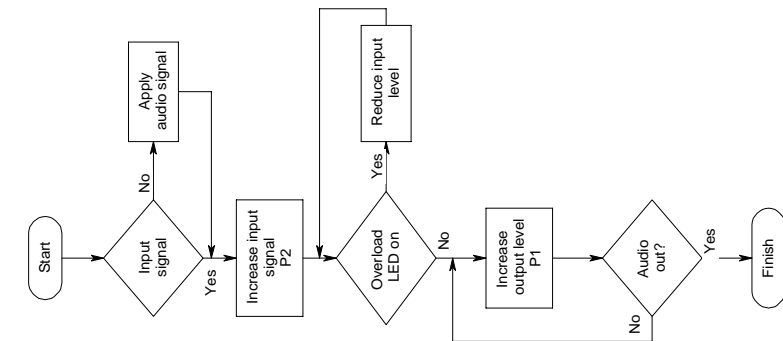 Start
Input
signal
No
Apply
audio signal
Yes
Increase input
signal
P2
Overload
LED on
Yes
Reduce input
level
No
Increase
output level
P1
Audio
out?
No
Yes
Finish